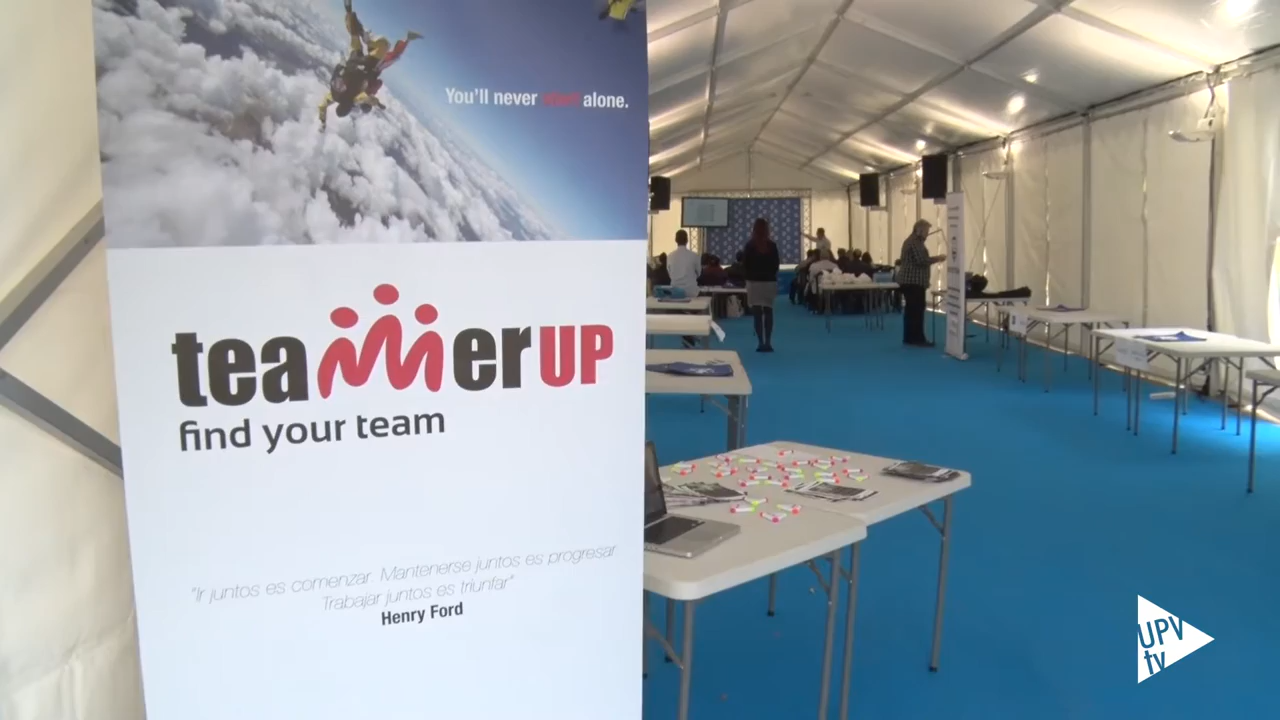 You'll never start alone.
teamerUP
find your team
"Ir juntos es comenzar. Mantenerse juntos es progresar
Trabajar juntos es triunfar"
Henry Ford
UPV
tv